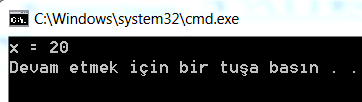 C:\Windows\system32\cmd.exe
x = 20
Devam etmek için bir tuşa basın . .